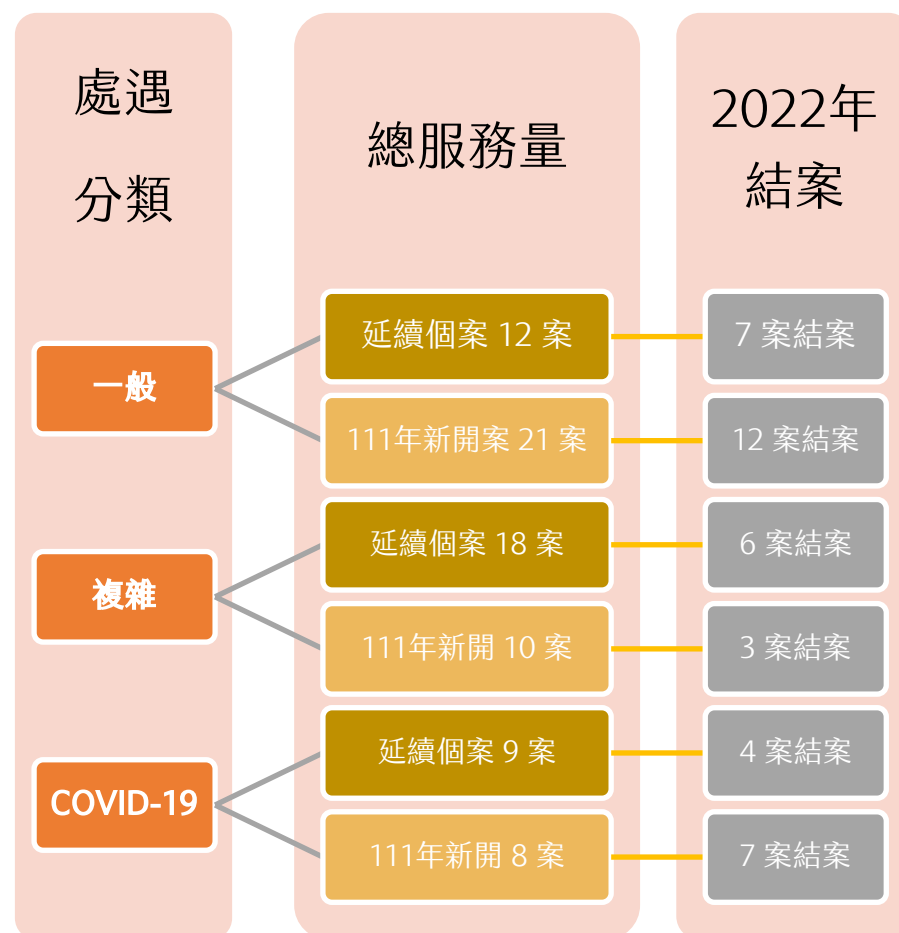 處遇
分類
總服務量
2022年
結案
一般
延續個案 12 案
7 案結案
111年新開案 21 案
12 案結案
複雜
延續個案 18 案
6 案結案
111年新開 10 案
3 案結案
COVID-19
延續個案 9 案
4 案結案
111年新開 8 案
7 案結案